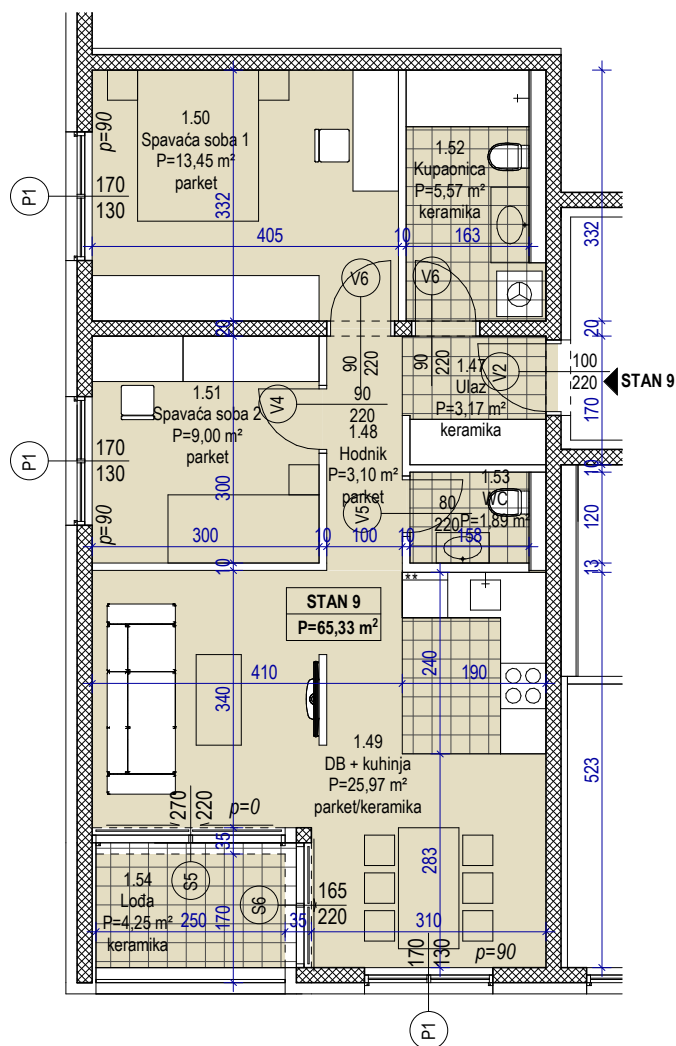 1.50
Spavaća soba 1
P=13,45 m²
parket
p=90
P1
170
130
332
405
10
163
1.52
Kupaonica
P=5,57 m²
keramika
332
V6
V6
20
20
90
220
90
220
1.47
Ulaz
P=3,17 m²
keramika
V2
100
220
STAN 9
170
1.51
Spavaća soba 2
P=9,00 m²
parket
V4
90
220
1.48
Hodnik
P=3,10 m²
parket
P1
170
130
p=90
300
300
10
100
10
158
V5
80
220
1.53
WC
P=1,89 m²
10
120
13
10
STAN 9
P=65,33 m²
**
410
340
240
190
1.49
DB + kuhinja
P=25,97 m²
parket/keramika
270
220
p=0
35
523
1.54
Lođa
P=4,25 m²
keramika
S5
S6
250
170
35
165
220
310
283
170
130
p=90
P1